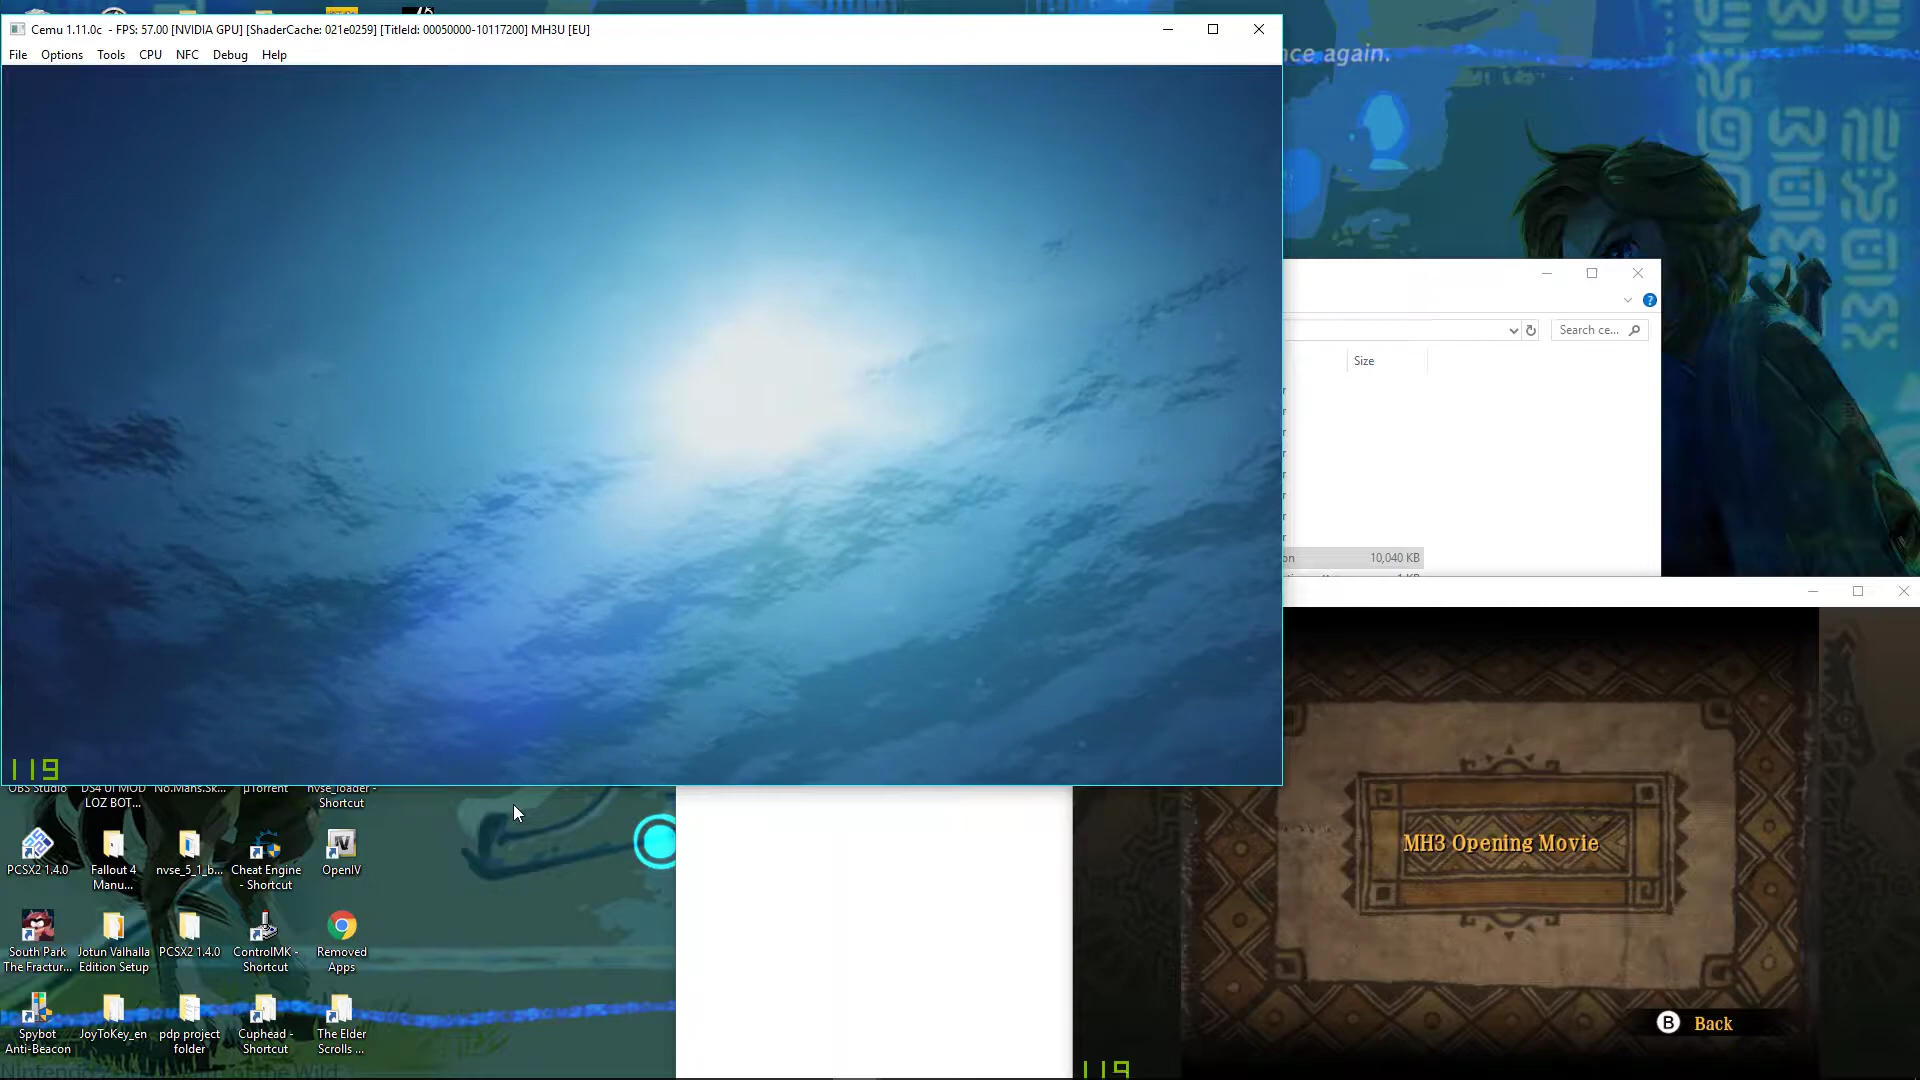 Cemu 1.11.0c - FPS: 57.00 [NVIDIA GPU] [ShaderCache: 021e0259] [TitleId: 00050000-10117200] MH3U [EU]
File Options Tools CPU NFC Debug Help
nce again.
Search ce...
Size
on 10,040 KB
119
OBS Studio
DS4 UI MOD
LOZ BOT...
No.Mans.Sk...
µTorrent
nvse_loader -
Shortcut
PCSX2 1.4.0
Fallout 4
Manu...
nvse_5_1_b...
Cheat Engine
- Shortcut
OpenIV
South Park
The Fractur...
Jotun Valhalla
Edition Setup
PCSX2 1.4.0
ControlMK -
Shortcut
Removed
Apps
Spybot
Anti-Beacon
JoyToKey_en
pdp project
folder
Cuphead -
Shortcut
The Elder
Scrolls ...
MH3 Opening Movie
B Back
119